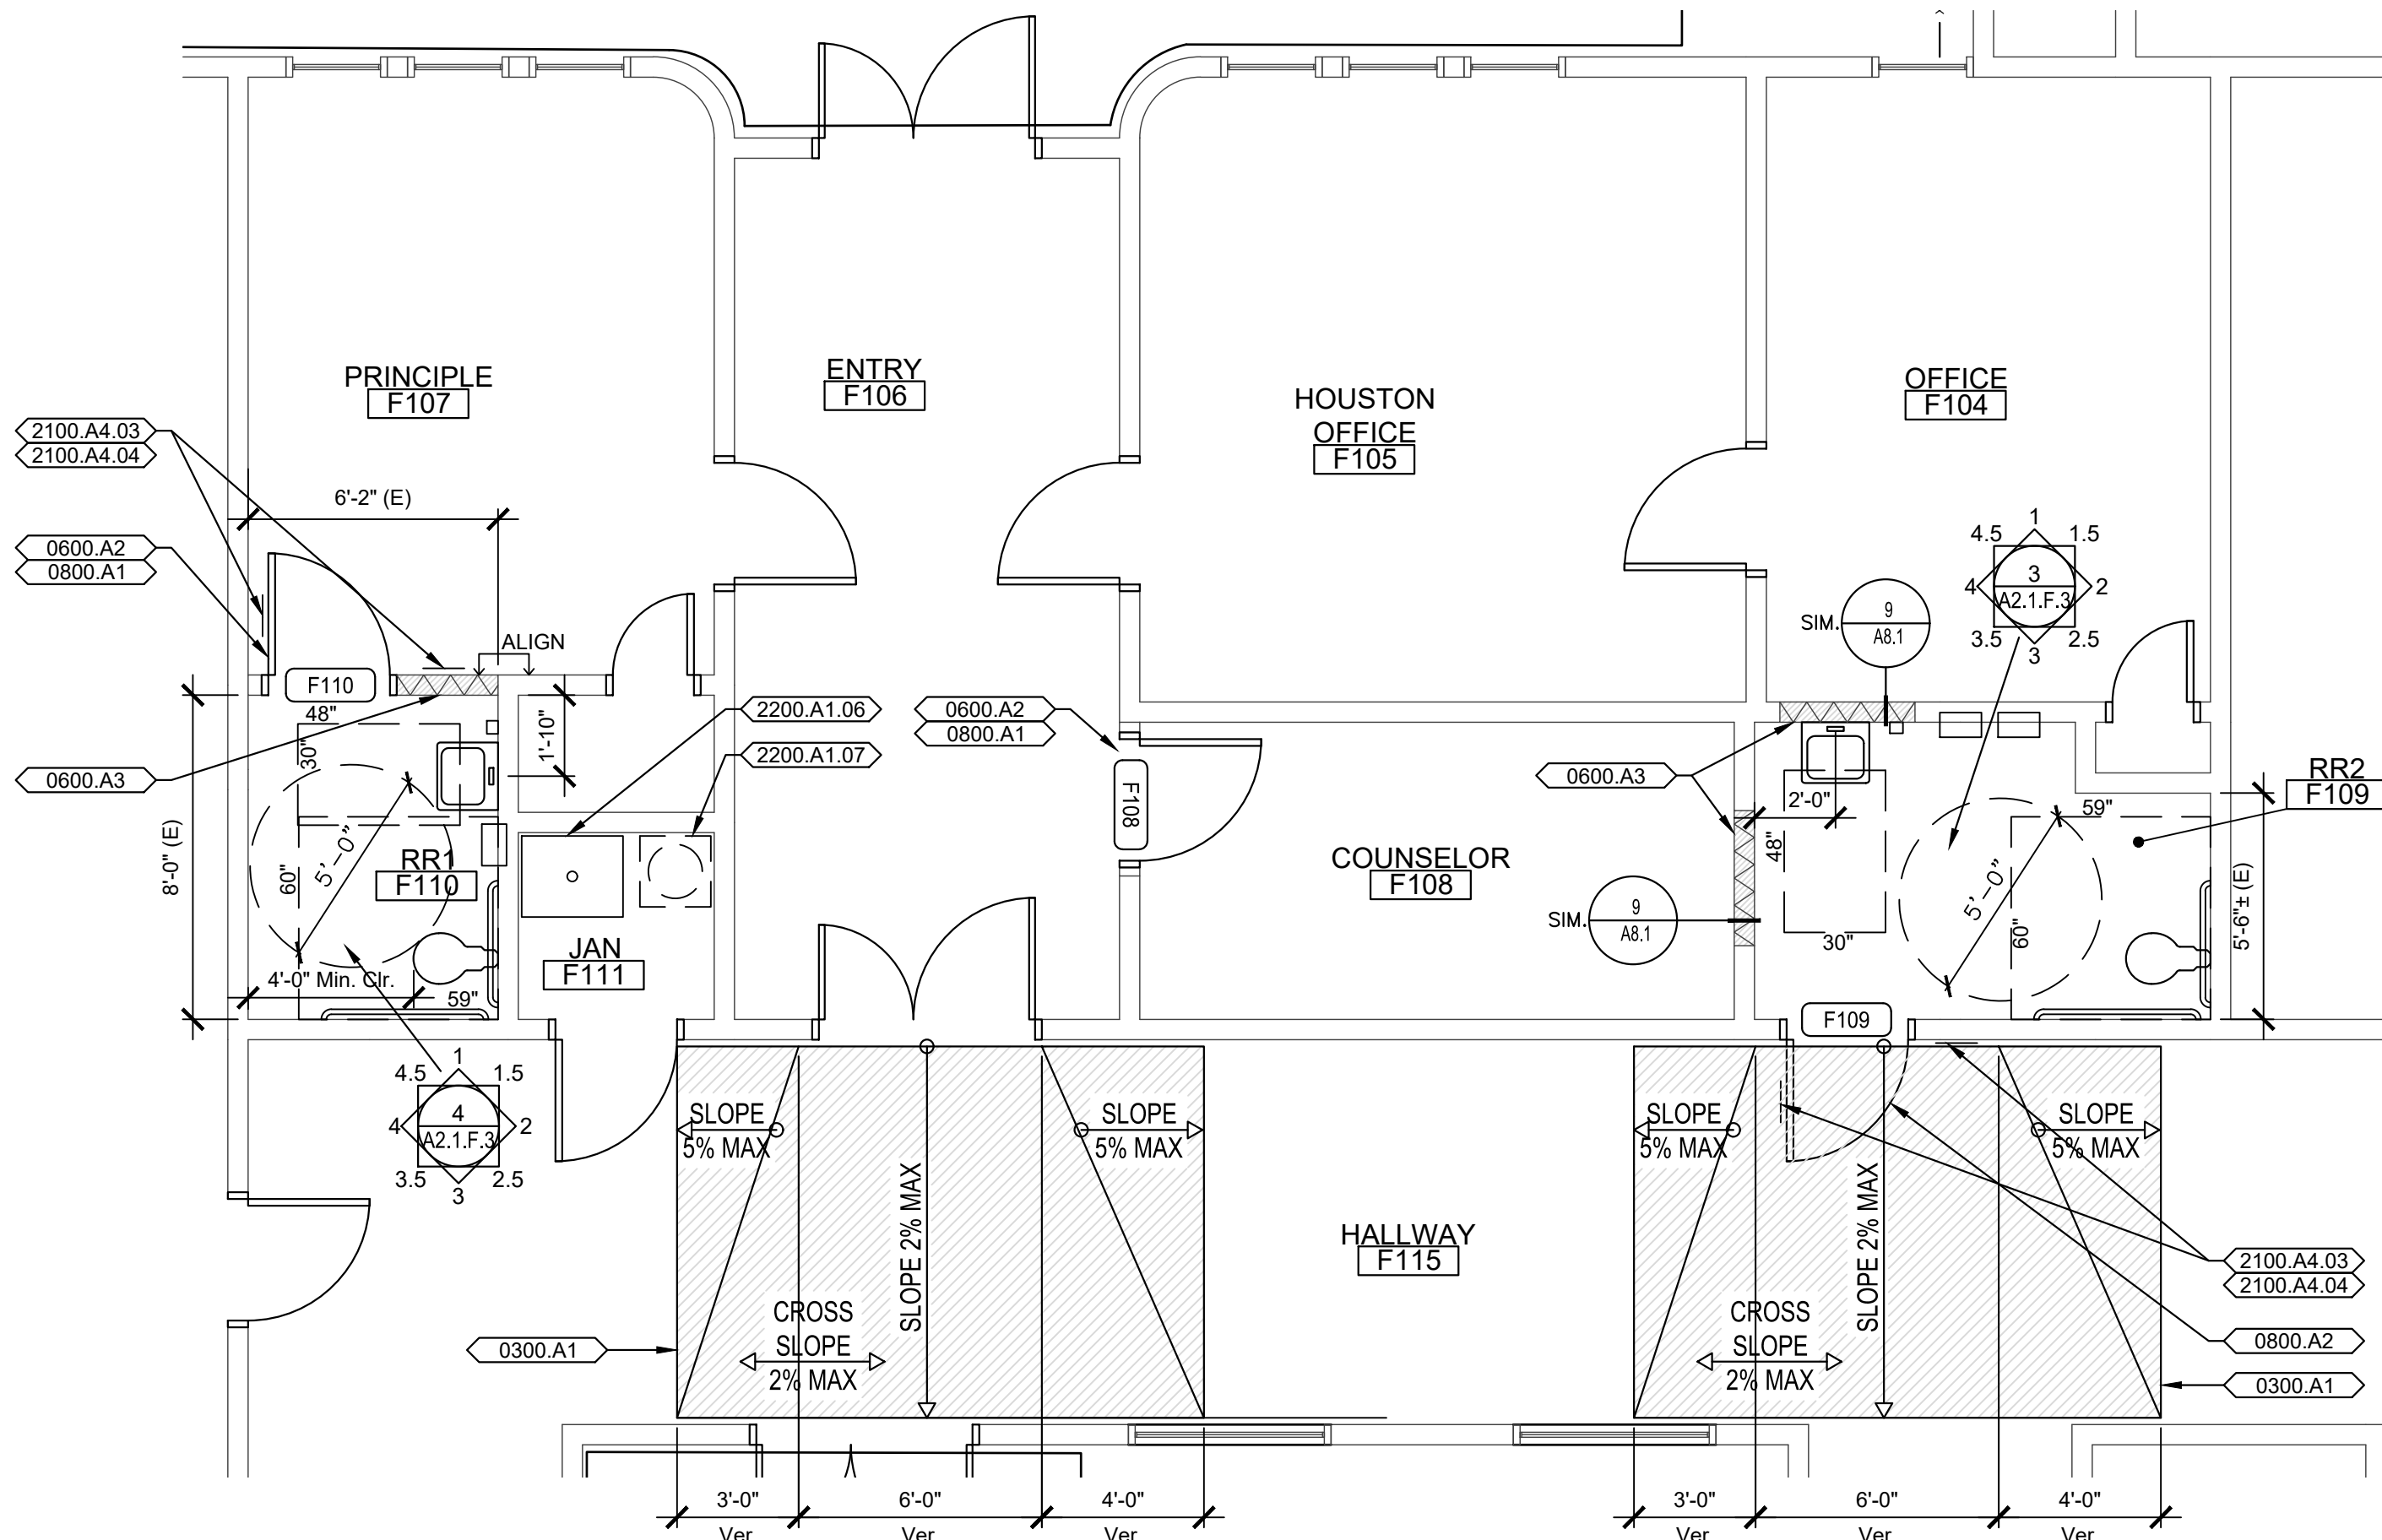 PRINCIPLE
F107
ENTRY
F106
HOUSTON
OFFICE
F105
OFFICE
F104
2100.A4.03
2100.A4.04
6'-2" (E)
0600.A2
0800.A1
ALIGN
F110
48"
30"
1'-10"
0600.A3
8'-0" (E)
60"
5'-0"
RR1
F110
4'-0" Min. Clr.
59"
2200.A1.06
2200.A1.07
JAN
F111
0600.A2
0800.A1
F108
COUNSELOR
F108
SIM.
9
A8.1
SIM.
9
A8.1
0600.A3
1
1.5
2
2.5
3
3.5
4
4.5
3
A2.1.F.3
2'-0"
48"
30"
59"
5'-0"
60"
RR2
F109
5'-6"± (E)
F109
1
1.5
2
2.5
3
3.5
4
4.5
4
A2.1.F.3
SLOPE
5% MAX
SLOPE
5% MAX
SLOPE 2% MAX
CROSS
SLOPE
2% MAX
0300.A1
HALLWAY
F115
SLOPE
5% MAX
SLOPE
5% MAX
SLOPE 2% MAX
CROSS
SLOPE
2% MAX
2100.A4.03
2100.A4.04
0800.A2
0300.A1
3'-0"
Ver
6'-0"
Ver
4'-0"
Ver
3'-0"
Ver
6'-0"
Ver
4'-0"
Ver